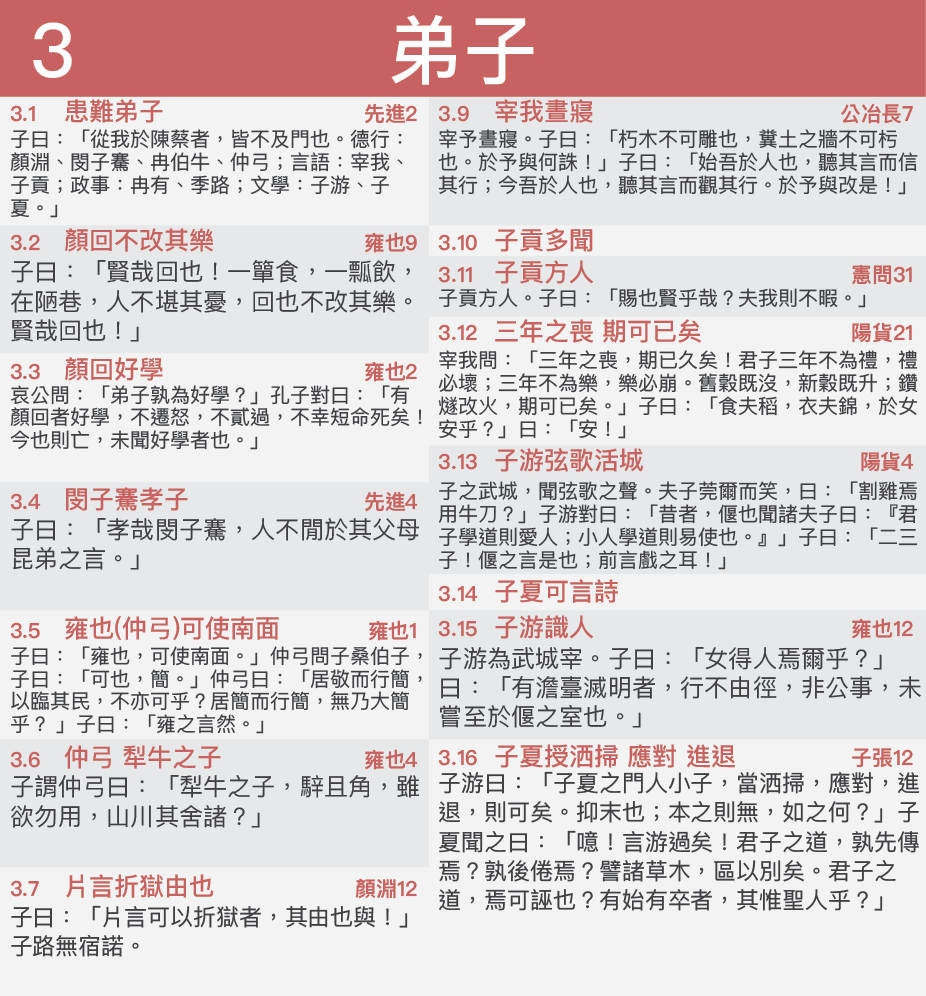 3 弟子
3.1 患難弟子 先進2
子曰：「從我於陳蔡者，皆不及門也。德行：
顏淵、閔子騫、冉伯牛、仲弓；言語：宰我、
子貢；政事：冉有、季路；文學：子游、子
夏。」
3.2 顏回不改其樂 雍也9
子曰：「賢哉回也！一簞食，一瓢飲，
在陋巷，人不堪其憂，回也不改其樂。
賢哉回也！」
3.3 顏回好學 雍也2
哀公問：「弟子孰為好學？」孔子對曰：「有
顏回者好學，不遷怒，不貳過，不幸短命死矣！
今也則亡，未聞好學者也。」
3.4 閔子騫孝子 先進4
子曰：「孝哉閔子騫，人不閒於其父母
昆弟之言。」
3.5 雍也(仲弓)可使南面 雍也1
子曰：「雍也，可使南面。」仲弓問子桑伯子，
子曰：「可也，簡。」仲弓曰：「居敬而行簡，
以臨其民，不亦可乎？居簡而行簡，無乃大簡
乎？ 」子曰：「雍之言然。」
3.6 仲弓 犁牛之子 雍也4
子謂仲弓曰：「犁牛之子，騂且角，雖
欲勿用，山川其舍諸？」
3.7 片言折獄由也 顏淵12
子曰：「片言可以折獄者，其由也與！」
子路無宿諾。
3.9 宰我晝寢 公冶長7
宰予晝寢。子曰：「朽木不可雕也，糞土之牆不可杇
也。於予與何誅！」子曰：「始吾於人也，聽其言而信
其行；今吾於人也，聽其言而觀其行。於予與改是！」
3.10 子貢多聞
3.11 子貢方人 憲問31
子貢方人。子曰：「賜也賢乎哉？夫我則不暇。」
3.12 三年之喪 期可已矣 陽貨21
宰我問：「三年之喪，期已久矣！君子三年不為禮，禮
必壞；三年不為樂，樂必崩。舊穀既沒，新穀既升；鑽
燧改火，期可已矣。」子曰：「食夫稻，衣夫錦，於女
安乎？」曰：「安！」
3.13 子游弦歌活城 陽貨4
子之武城，聞弦歌之聲。夫子莞爾而笑，曰：「割雞焉
用牛刀？」子游對曰：「昔者，偃也聞諸夫子曰：『君
子學道則愛人；小人學道則易使也。』」子曰：「二三
子！偃之言是也；前言戲之耳！」
3.14 子夏可言詩
3.15 子游識人 雍也12
子游為武城宰。子曰：「女得人焉爾乎？」
曰：「有澹臺滅明者，行不由徑，非公事，未
嘗至於偃之室也。」
3.16 子夏授洒掃 應對 進退 子張12
子游曰：「子夏之門人小子，當洒掃，應對，進
退，則可矣。抑末也；本之則無，如之何？」子
夏聞之曰：「噫！言游過矣！君子之道，孰先傳
焉？孰後倦焉？譬諸草木，區以別矣。君子之
道，焉可誣也？有始有卒者，其惟聖人乎？」